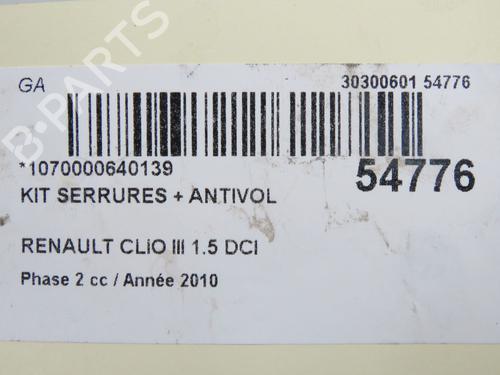 GA 30300601 54776
*1070000640139 54776
KIT SERRURES + ANTIVOL
RENAULT CLIO III 1.5 DCI
Phase 2 cc / Année 2010
B-PARTS